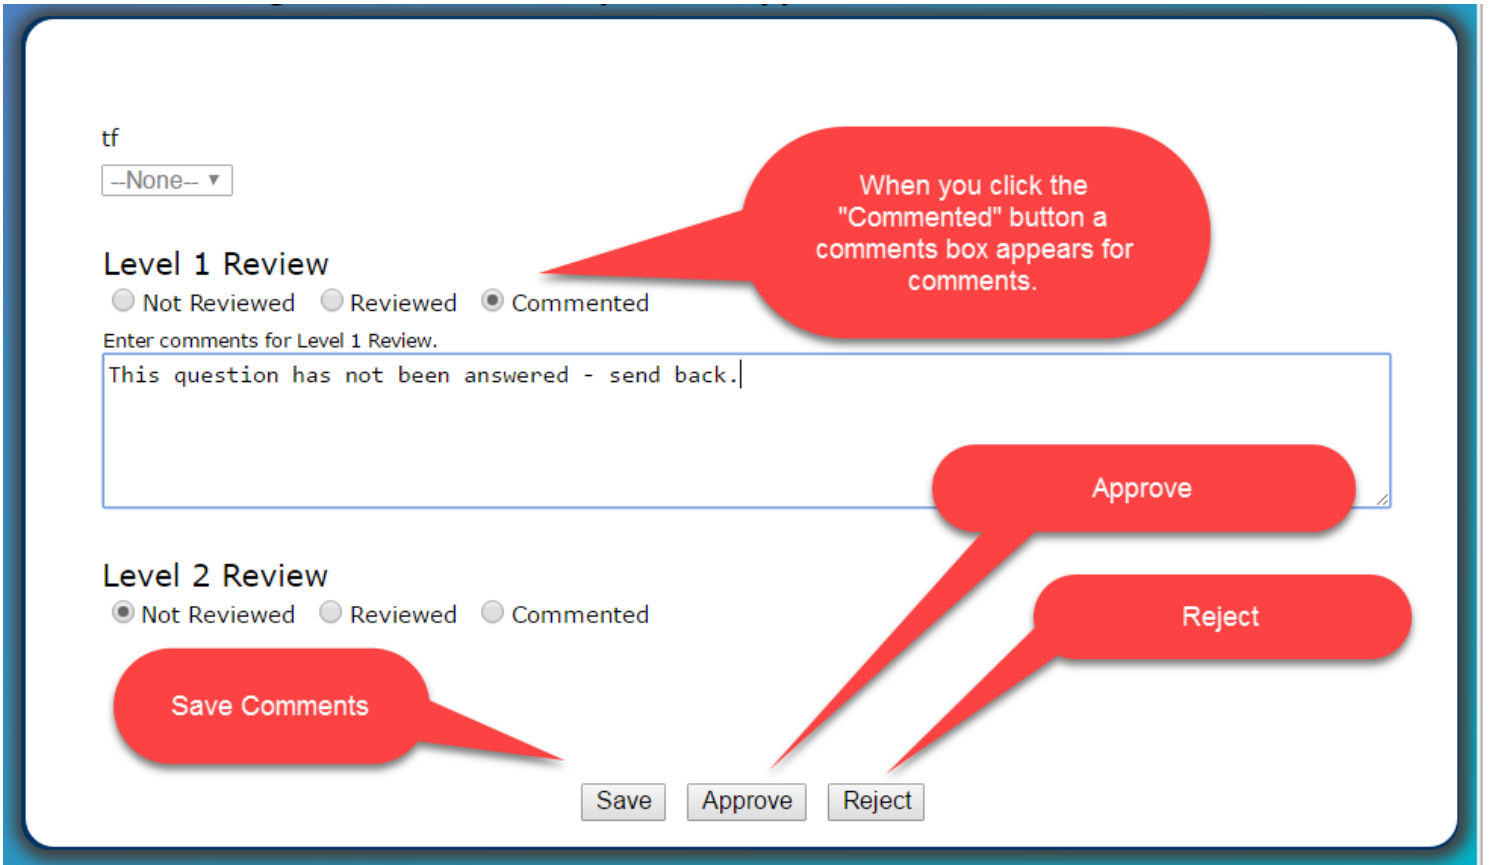 tf
--None--
When you click the
"Commented" button a
comments box appears for
comments.
Level 1 Review
Not Reviewed Reviewed Commented
Enter comments for Level 1 Review.
This question has not been answered - send back.
Approve
Level 2 Review
Not Reviewed Reviewed Commented
Reject
Save Comments
Save Approve Reject